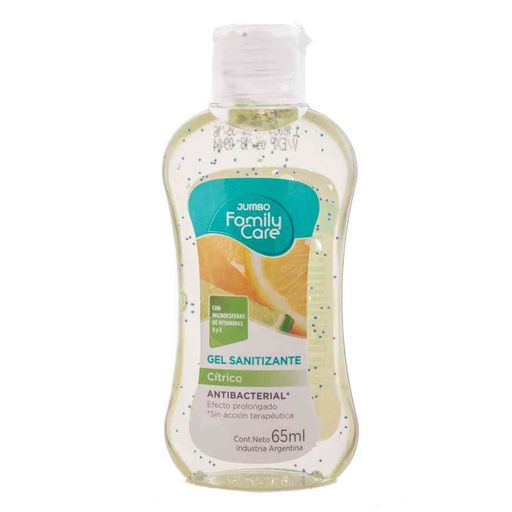 JUMBO
Family
Care
CON
MICROESFERAS
DE VITAMINAS
A y E
GEL SANITIZANTE
Cítrico
ANTIBACTERIAL*
Efecto prolongado
*Sin acción terapéutica
Cont.Neto 65ml
Industria Argentina